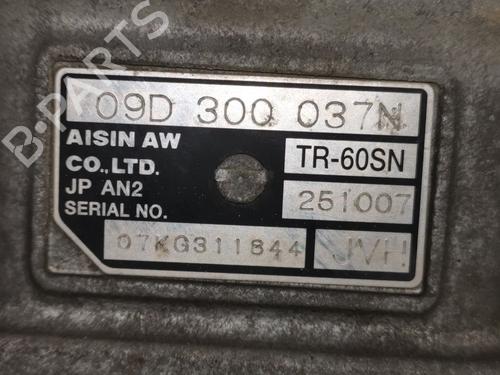 B-PARTS
09D 300 037N
AISIN AW
CO.,LTD.
JP AN2
SERIAL NO.
TR-60SN
251007
07KG311844
JVH